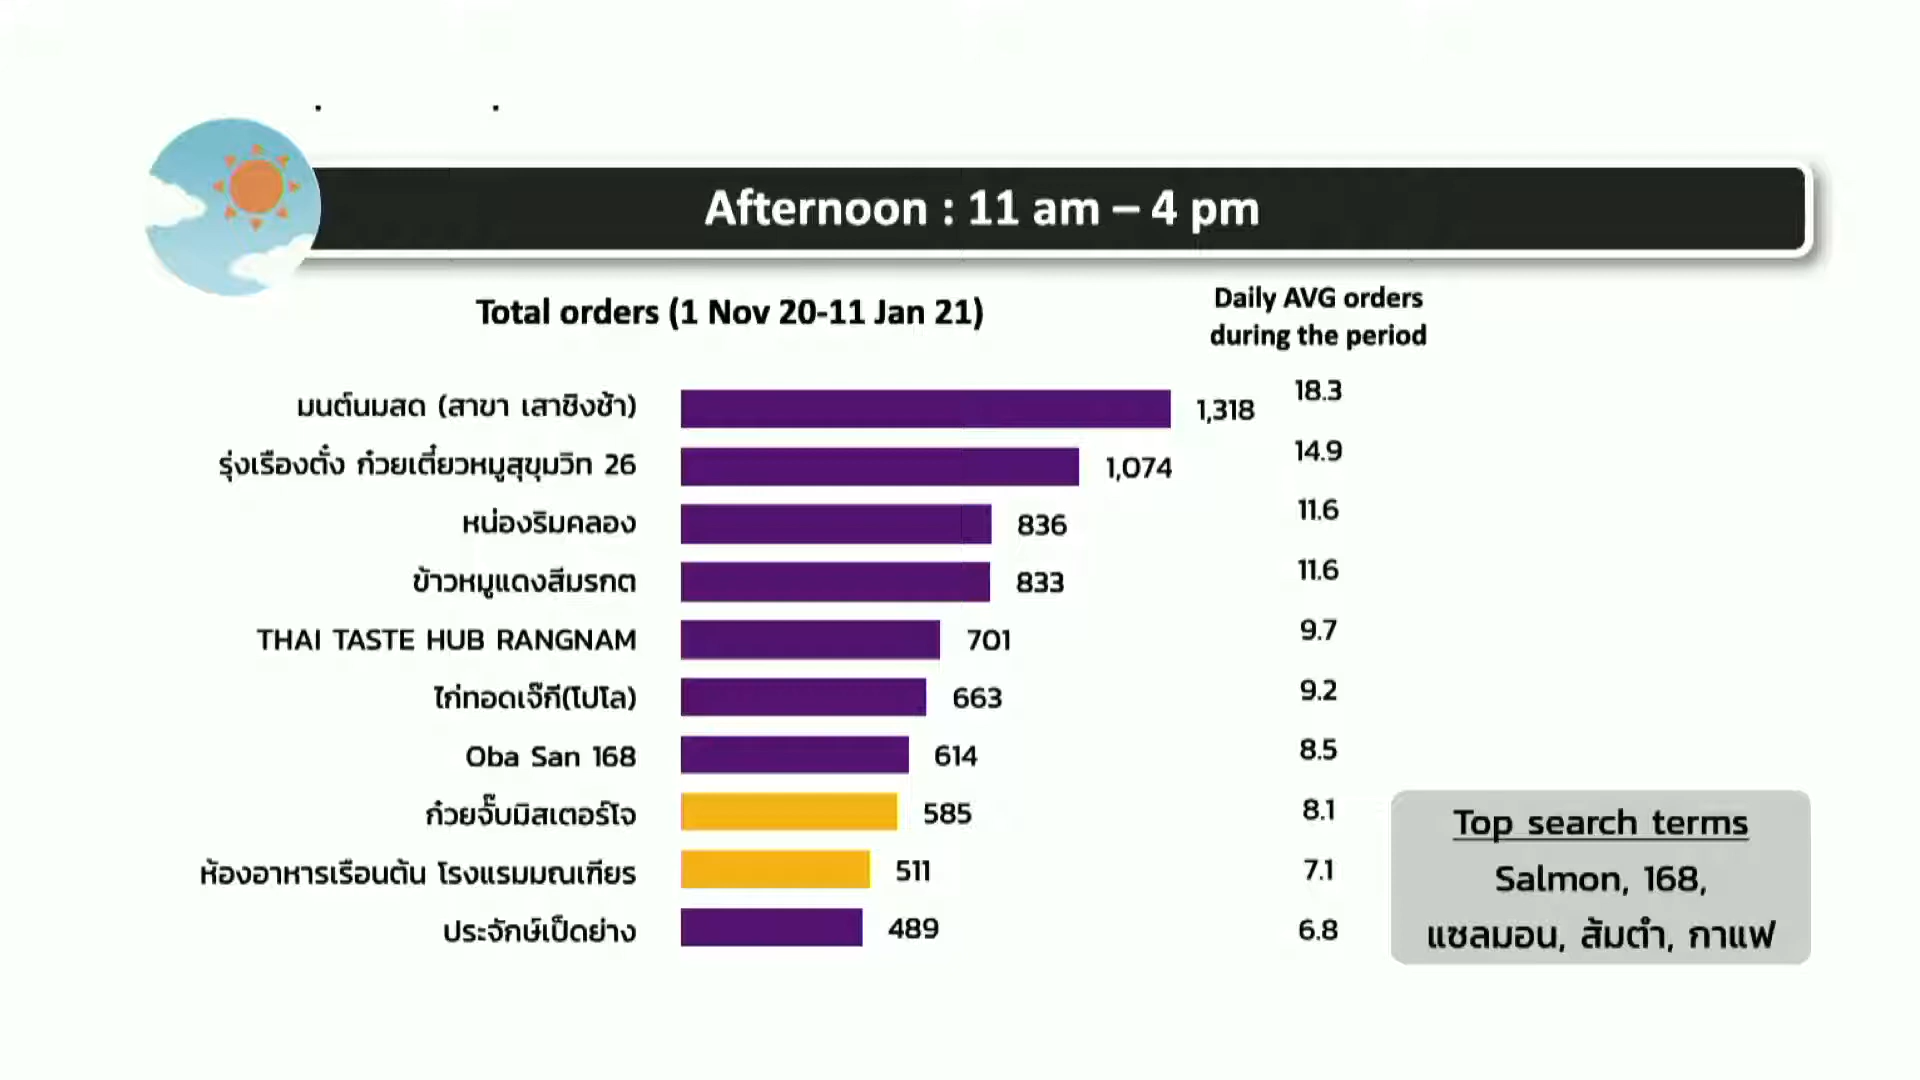 Afternoon : 11 am – 4 pm
Total orders (1 Nov 20-11 Jan 21)
Daily AVG orders
during the period
มนต์นมสด (สาขา เสาชิงช้า) 1,318 18.3
รุ่งเรืองตั๋ง ก๋วยเตี๋ยวหมูสุขุมวิท 26 1,074 14.9
หน่องริมคลอง 836 11.6
ข้าวหมูแดงสีมรกต 833 11.6
THAI TASTE HUB RANGNAM 701 9.7
ไก่ทอดเจ๊กี(โปโล) 663 9.2
Oba San 168 614 8.5
ก๋วยจั๊บมิสเตอร์โจ 585 8.1
ห้องอาหารเรือนต้น โรงแรมมณเฑียร 511 7.1
ประจักษ์เป็ดย่าง 489 6.8
Top search terms
Salmon, 168,
แซลมอน, ส้มตำ, กาแฟ